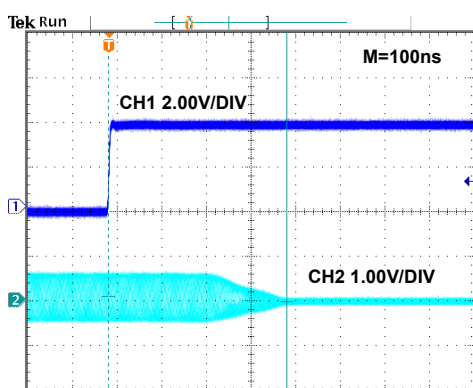 Tek Run
T
M=100ns
CH1 2.00V/DIV
1
CH2 1.00V/DIV
2